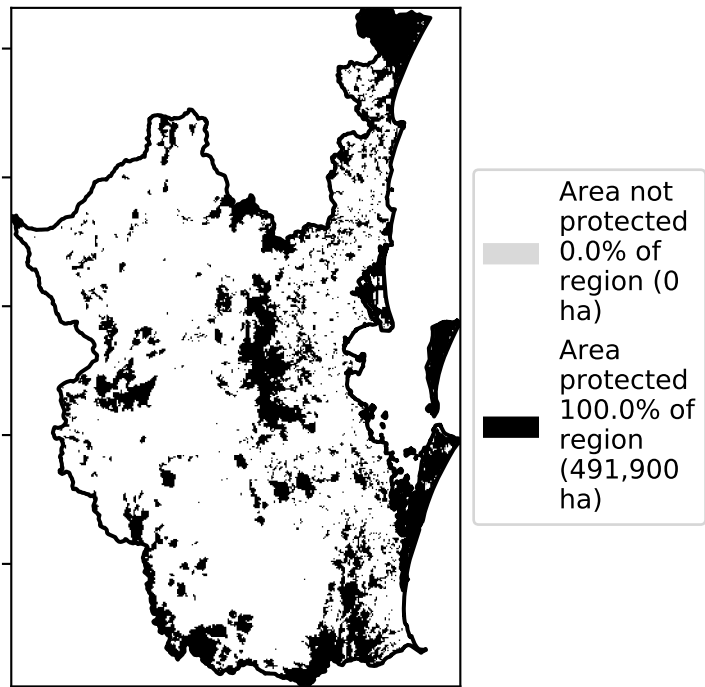 Area not
protected
0.0% of
region (0
ha)
Area
protected
100.0% of
region
(491,900
ha)